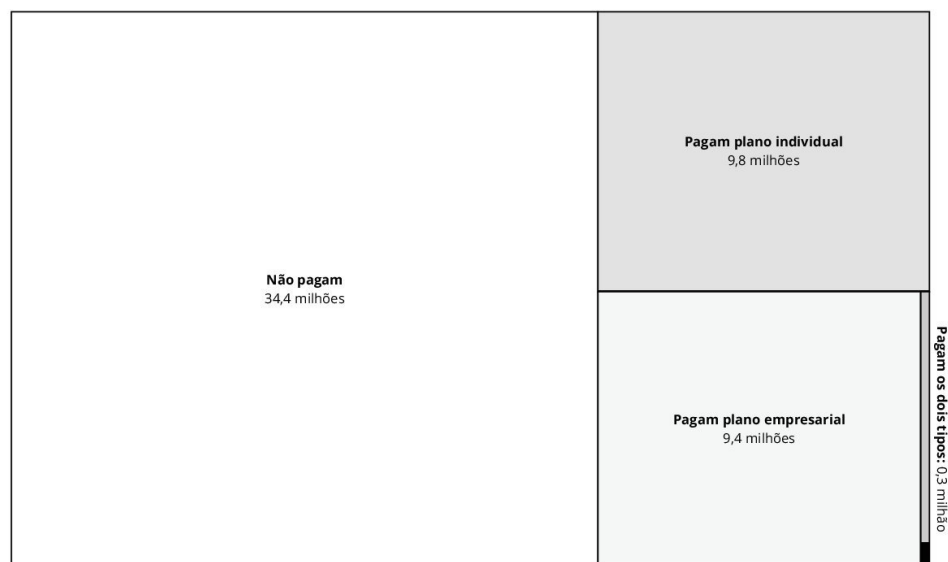 Não pagam
34,4 milhões
Pagam plano individual
9,8 milhões
Pagam plano empresarial
9,4 milhões
Pagam os dois tipos: 0,3 milhão